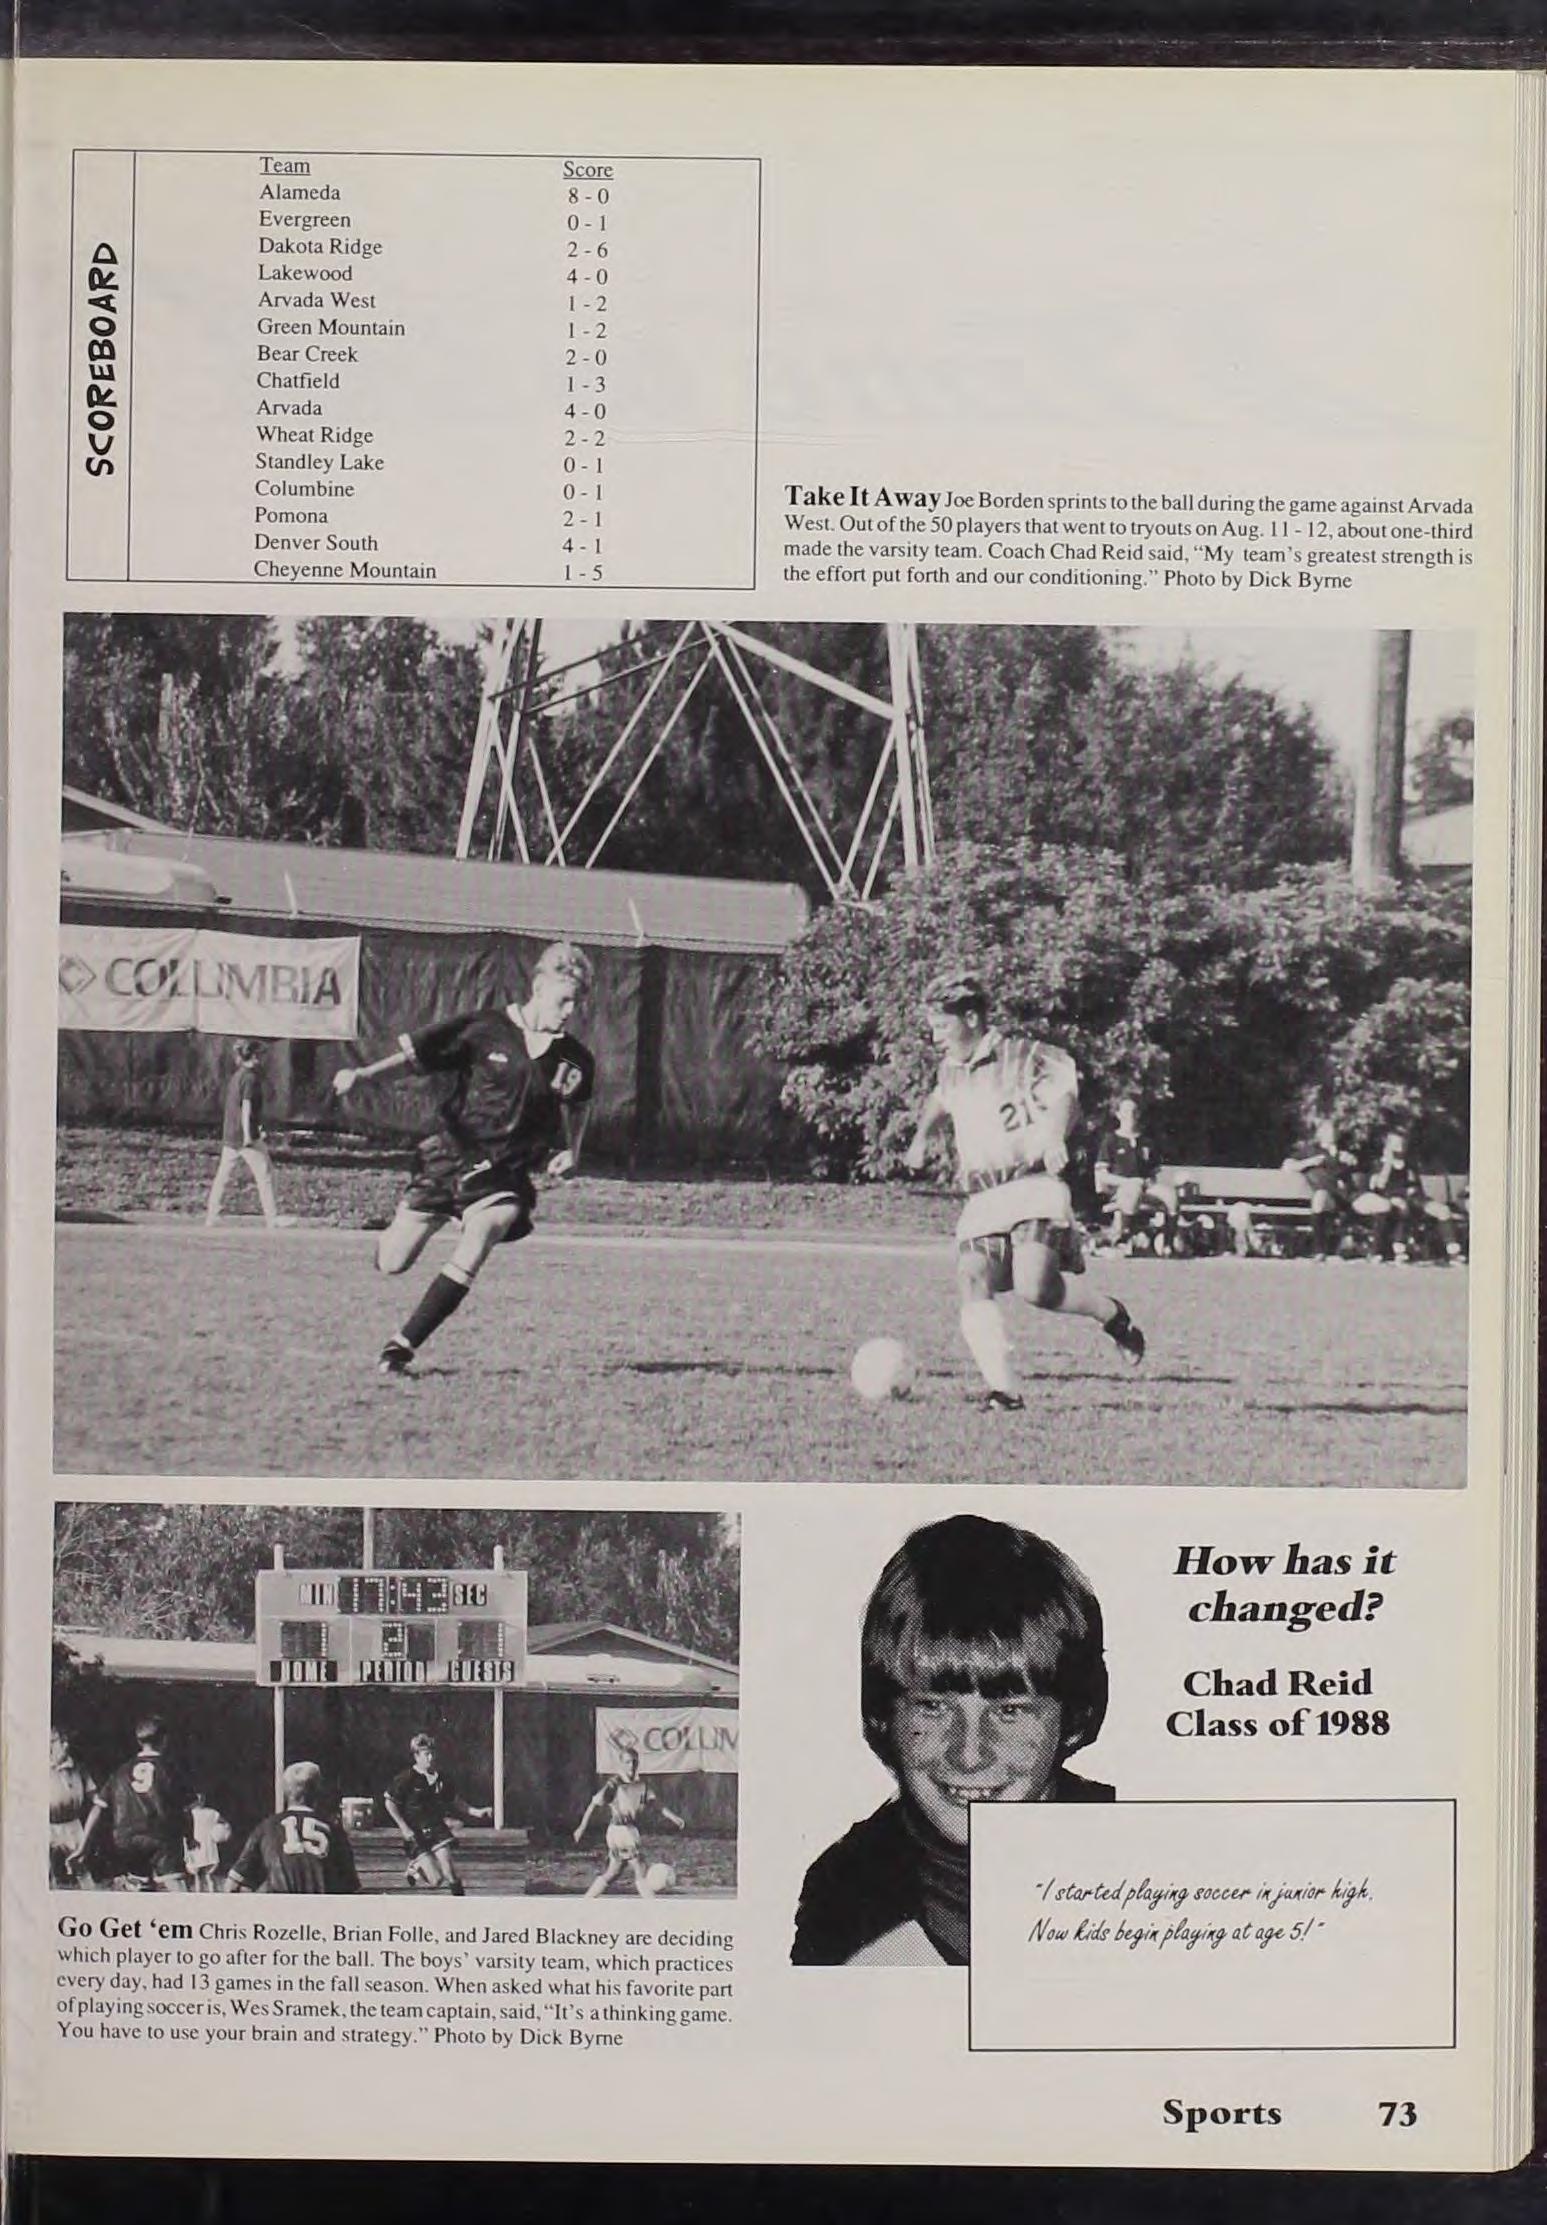 SCOREBOARD
Team Score
Alameda 8 - 0
Evergreen 0 - 1
Dakota Ridge 2 - 6
Lakewood 4 - 0
Arvada West 1 - 2
Green Mountain 1 - 2
Bear Creek 2 - 0
Chatfield 1 - 3
Arvada 4 - 0
Wheat Ridge 2 - 2
Standley Lake 0 - 1
Columbine 0 - 1
Pomona 2 - 1
Denver South 4 - 1
Cheyenne Mountain 1 - 5
Take It Away Joe Borden sprints to the ball during the game against Arvada
West. Out of the 50 players that went to tryouts on Aug. 11 - 12, about one-third
made the varsity team. Coach Chad Reid said, "My team's greatest strength is
the effort put forth and our conditioning." Photo by Dick Byrne
COLUMBIA
19
21
MIN 17:43 SEC
1 2 1
HOME PERIOD GUESTS
COLUM
9
15
Go Get 'em Chris Rozelle, Brian Folle, and Jared Blackney are deciding
which player to go after for the ball. The boys' varsity team, which practices
every day, had 13 games in the fall season. When asked what his favorite part
of playing soccer is, Wes Sramek, the team captain, said, "It's a thinking game.
You have to use your brain and strategy." Photo by Dick Byrne
How has it
changed?
Chad Reid
Class of 1988
"I started playing soccer in junior high.
Now kids begin playing at age 5!"
Sports 73